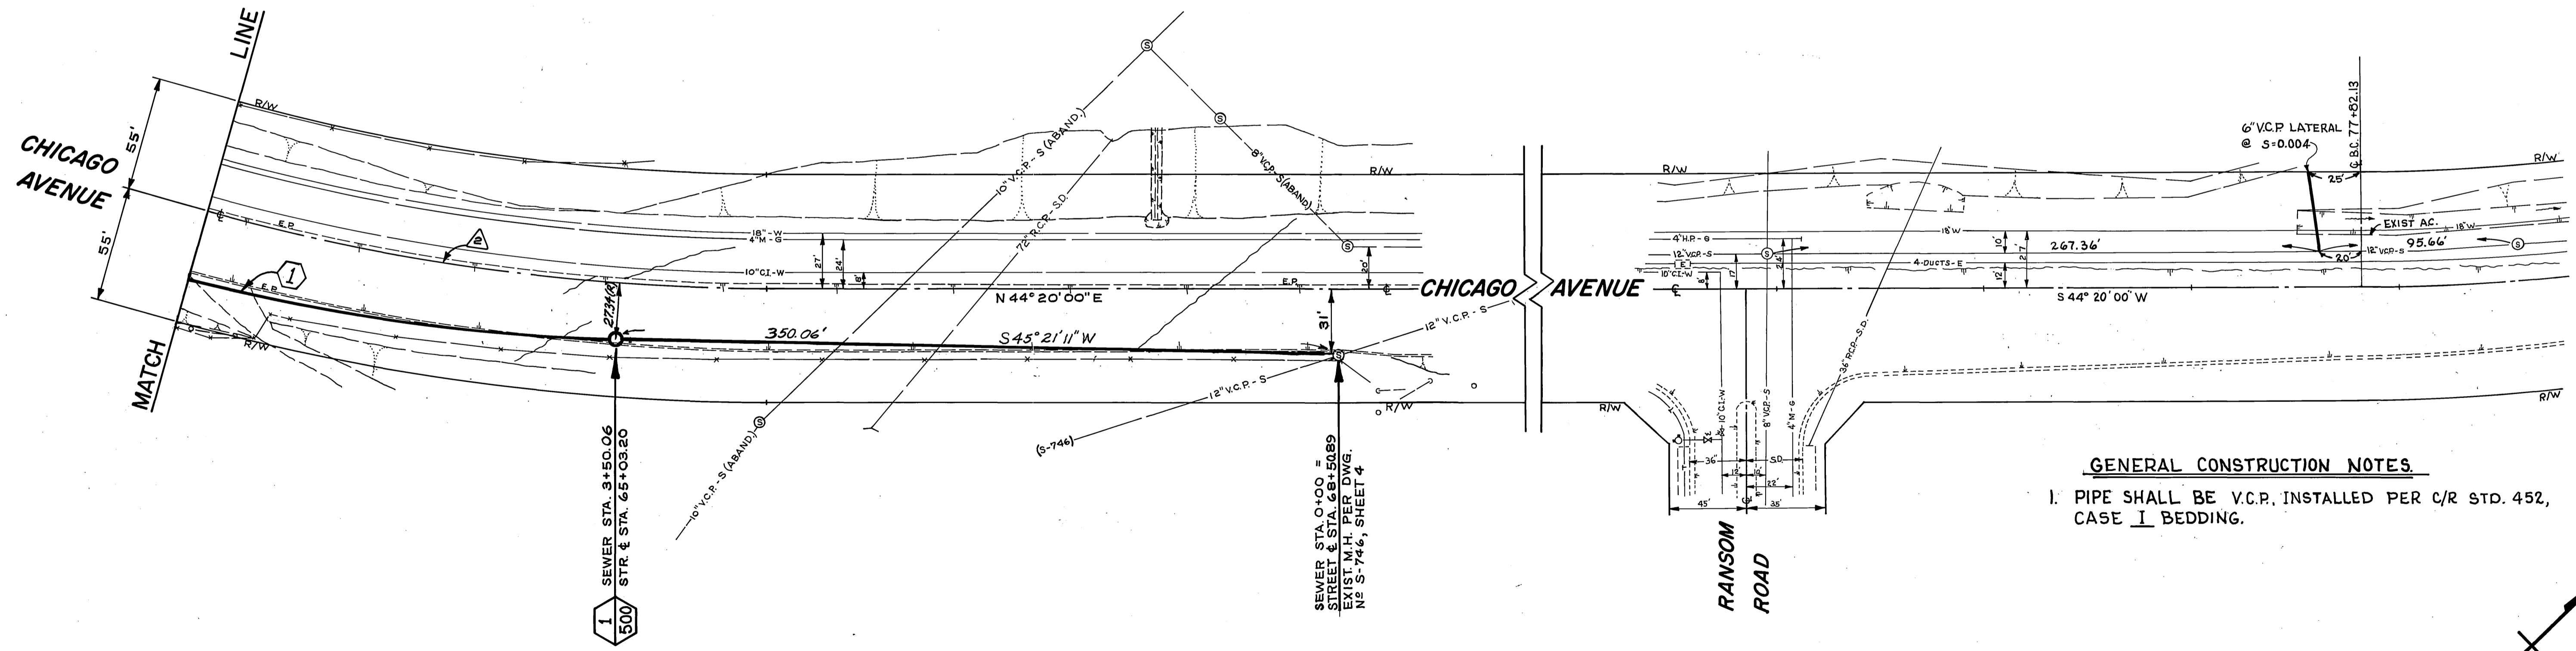 MATCH LINE
CHICAGO
AVENUE
55'
55'
R/W
℄
E.P.
2
1
E.P.
R/W
18"-W
4"M-G
10"C.I.-W
27'
24'
8'
27.34'(R)
350.06'
S 45° 21' 11" W
N 44° 20' 00" E
E.P.
℄
10" V.C.P. - S (ABAND.)
72" R.C.P. - S.D.
8" V.C.P. - S (ABAND)
10" V.C.P. - S (ABAND.)
S
S
S
S
S
20'
31'
R/W
12" V.C.P. - S
12" V.C.P. - S
(S-746)
R/W
1
500
SEWER STA. 3+50.06
STR. ℄ STA. 65+03.20
SEWER STA. 0+00 =
STREET ℄ STA. 68+50.89
EXIST. M.H. PER DWG.
Nº S-746, SHEET 4
CHICAGO AVENUE
R/W
4"H.P.-G
12"V.C.P.-S
E
10"C.I-W
℄
S
17'
24'
6'
18"W
10'
27'
12'
267.36'
4-DUCTS-E
S 44° 20' 00" W
R/W
10"C.I-W
8"V.C.P.-S
4"M-G
36" R.C.P.-S.D.
36"
S.D.
22'
45'
35'
RANSOM
ROAD
6" V.C.P. LATERAL
@ S=0.004
℄ B.C. 77+82.13
25'
R/W
EXIST AC.
18"W
95.66'
S
12" V.C.P-S
20'
R/W
GENERAL CONSTRUCTION NOTES.
1. PIPE SHALL BE V.C.P., INSTALLED PER C/R STD. 452,
CASE I BEDDING.